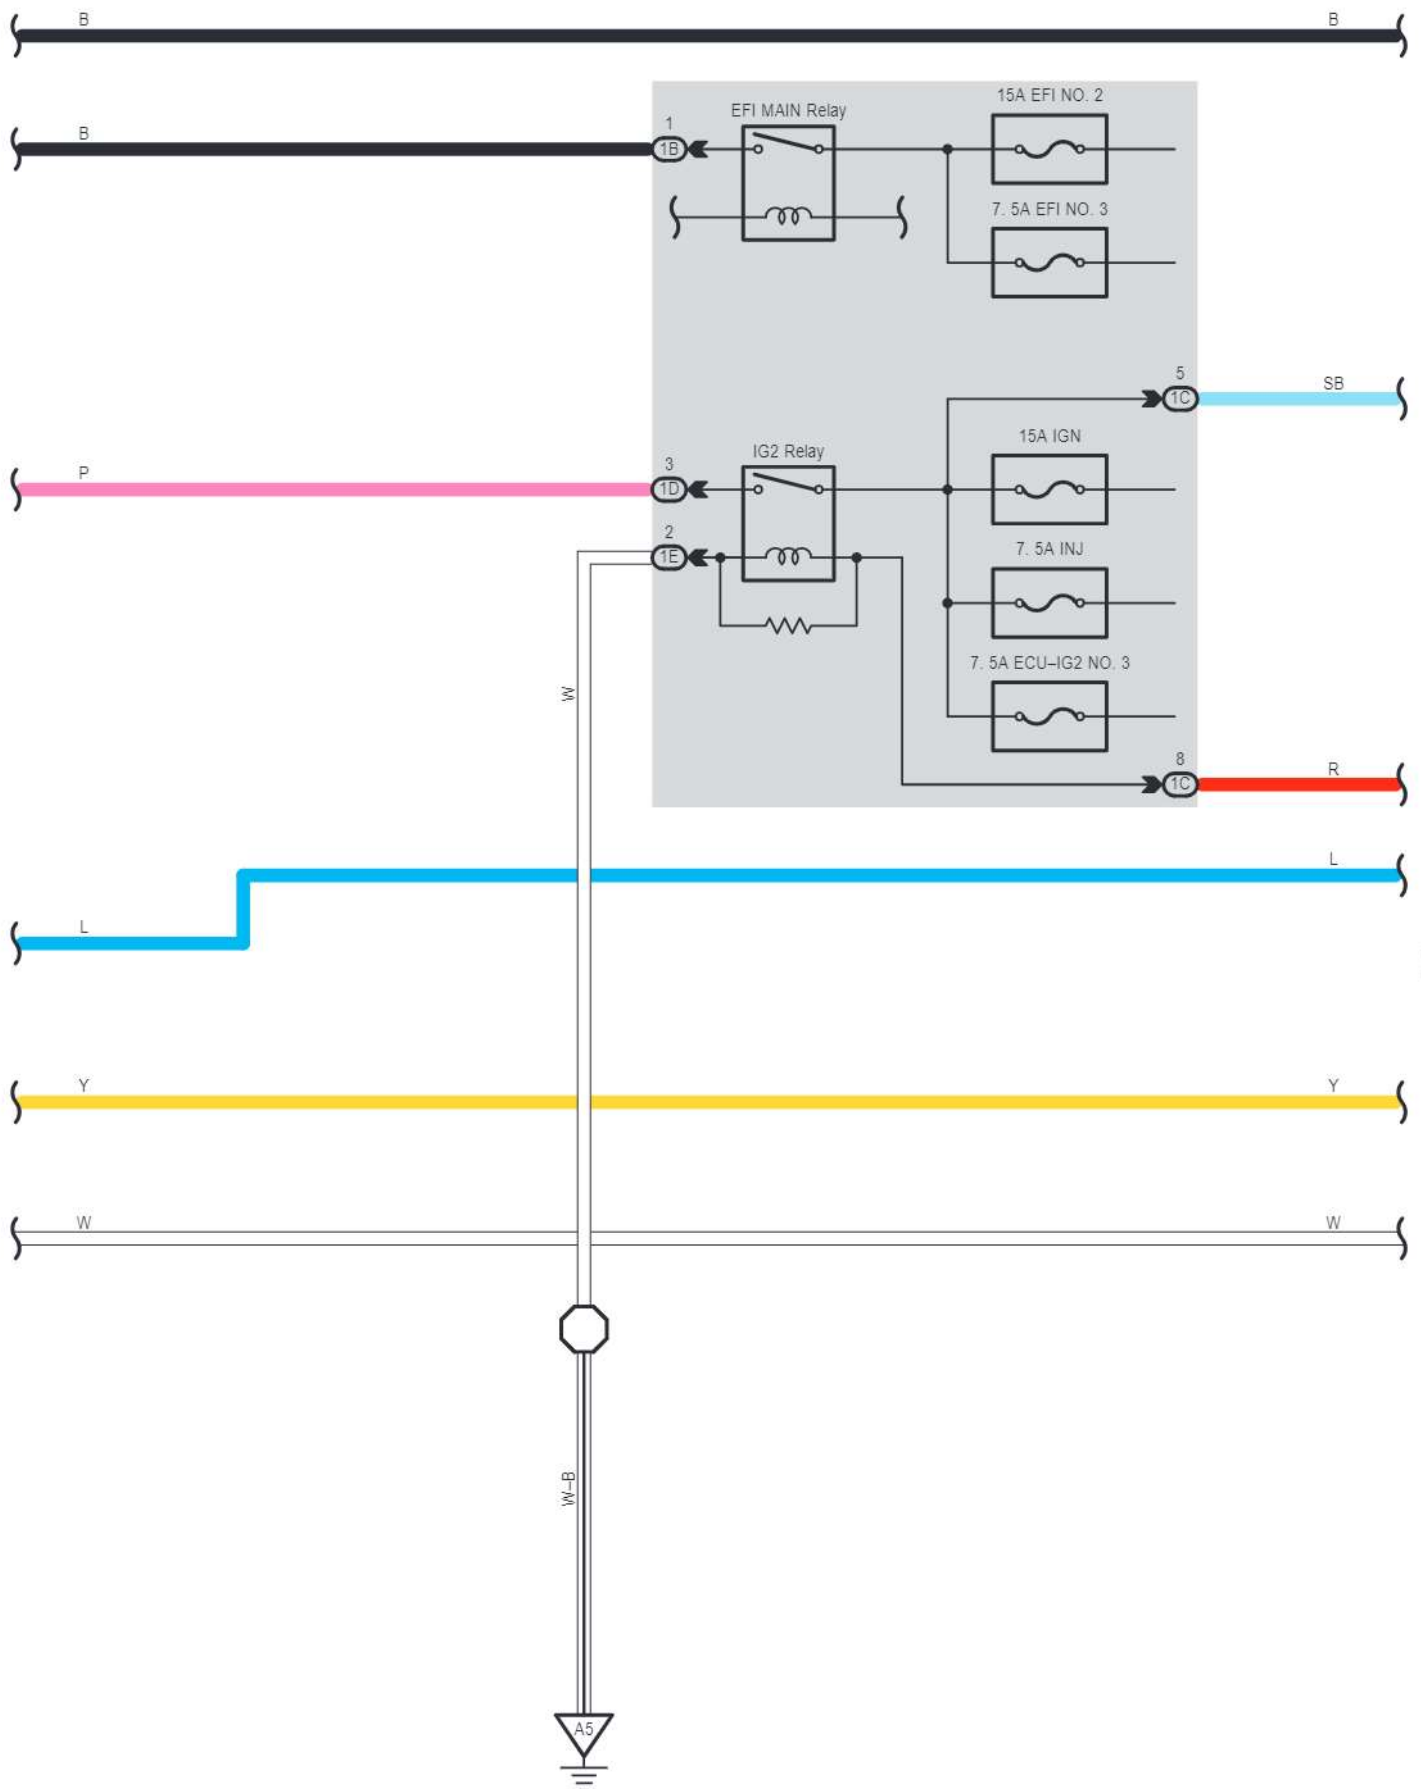 B
B
15A EFI NO. 2
EFI MAIN Relay
1
B
1B
7. 5A EFI NO. 3
5
SB
1C
15A IGN
IG2 Relay
3
P
1D
2
7. 5A INJ
1E
7. 5A ECU–IG2 NO. 3
W
8
R
1C
L
L
Y
Y
W
W
W–B
A5